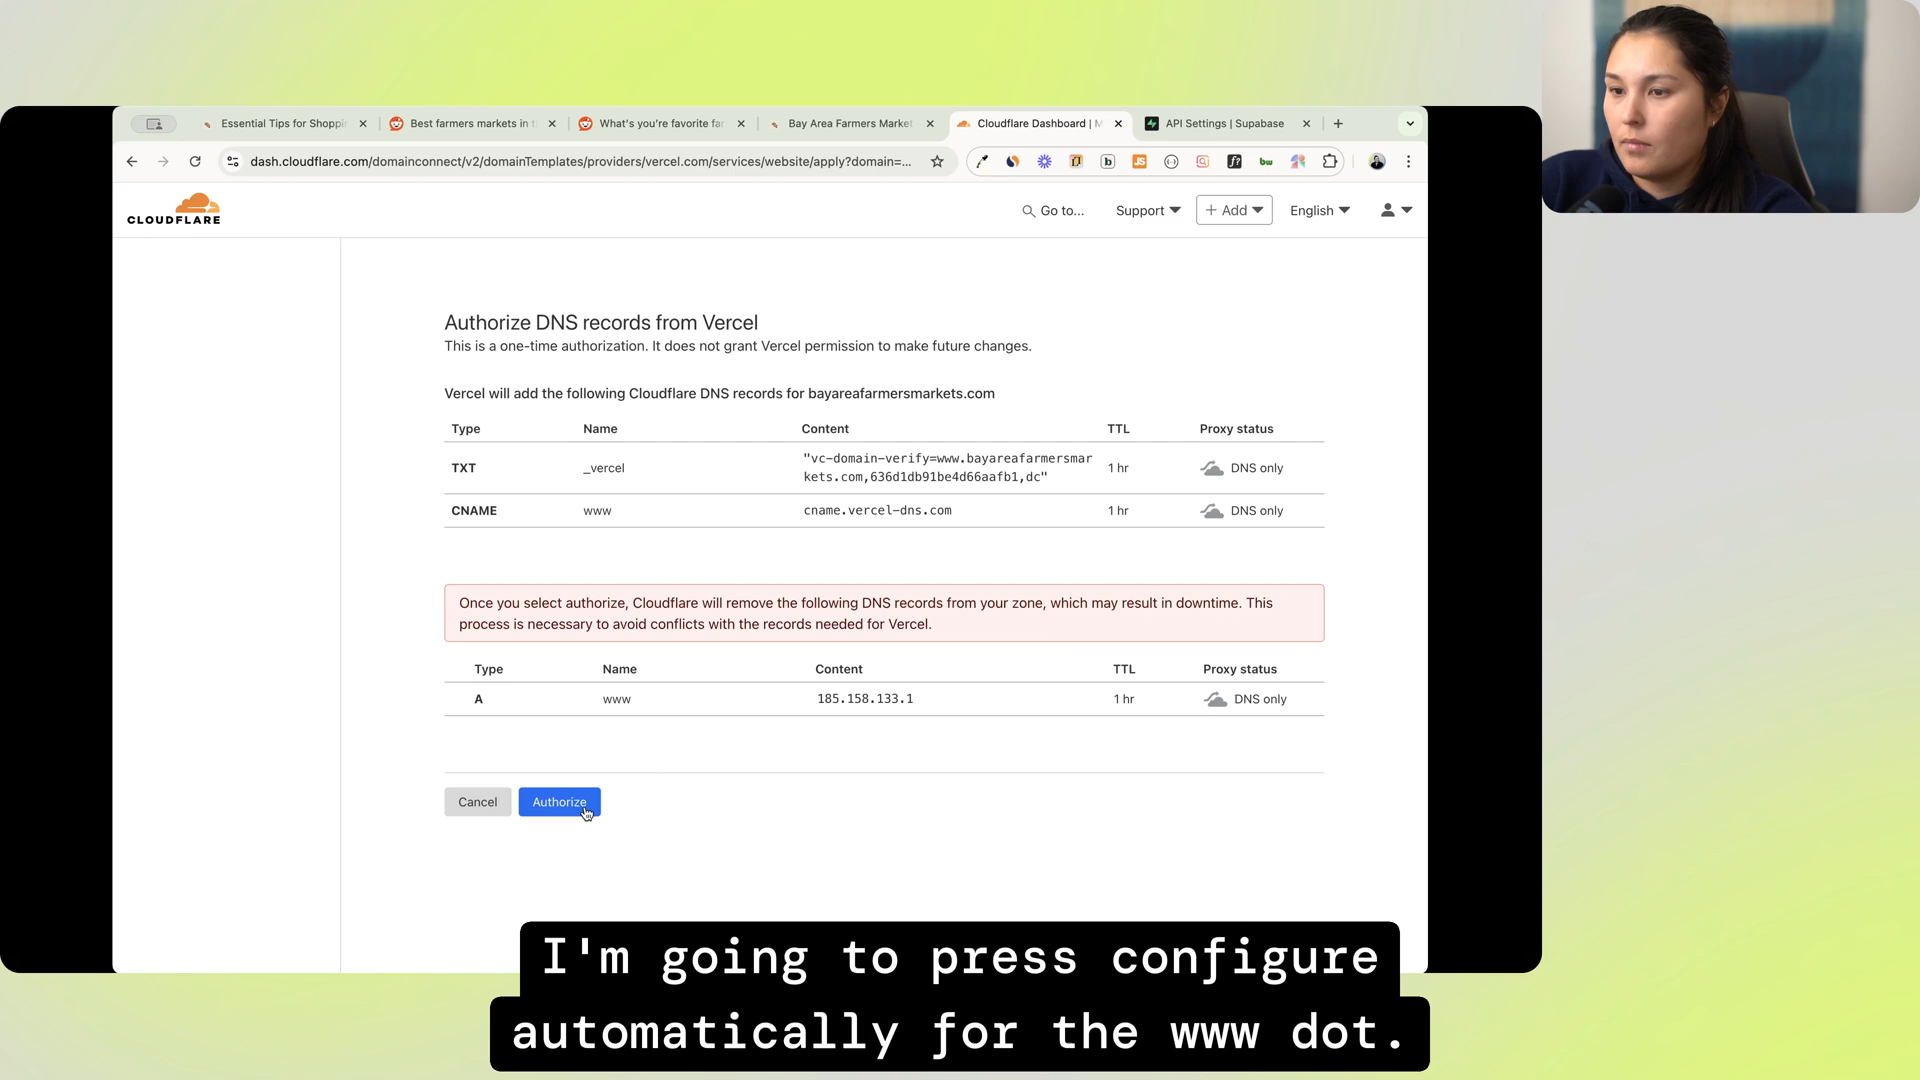 Essential Tips for Shoppin
Best farmers markets in t
What's you're favorite far
Bay Area Farmers Market
Cloudflare Dashboard | M
API Settings | Supabase
dash.cloudflare.com/domainconnect/v2/domainTemplates/providers/vercel.com/services/website/apply?domain=...
b
JS
f?
bw
CLOUDFLARE
Go to...
Support
+ Add
English
Authorize DNS records from Vercel
This is a one-time authorization. It does not grant Vercel permission to make future changes.
Vercel will add the following Cloudflare DNS records for bayareafarmersmarkets.com
Type Name Content TTL Proxy status
TXT _vercel "vc-domain-verify=www.bayareafarmersmar
kets.com,636d1db91be4d66aafb1,dc" 1 hr DNS only
CNAME www cname.vercel-dns.com 1 hr DNS only
Once you select authorize, Cloudflare will remove the following DNS records from your zone, which may result in downtime. This
process is necessary to avoid conflicts with the records needed for Vercel.
Type Name Content TTL Proxy status
A www 185.158.133.1 1 hr DNS only
Cancel
Authorize
I'm going to press configure
automatically for the www dot.